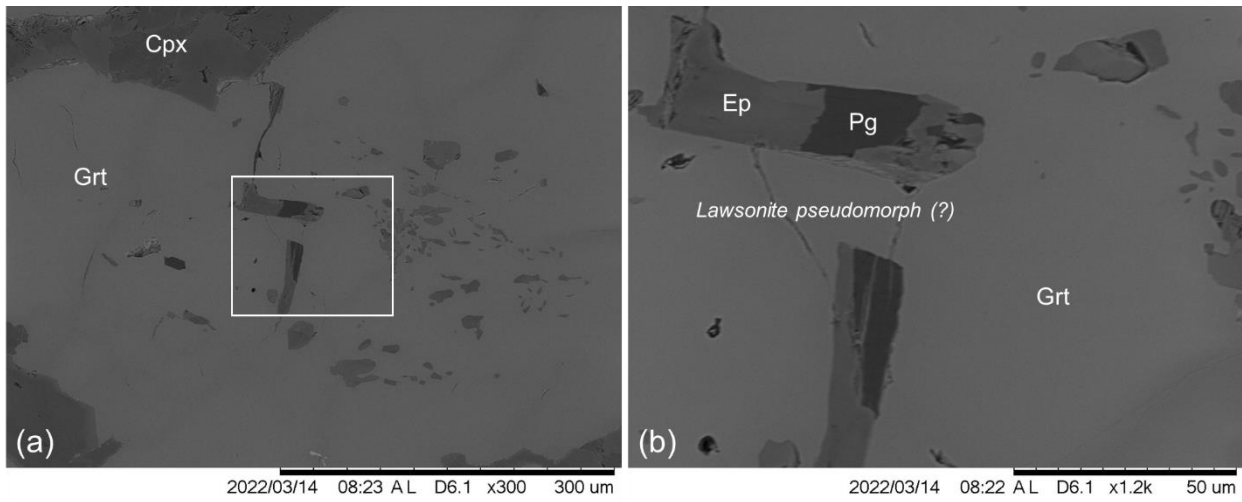 Cpx
Grt
(a)
2022/03/14 08:23 A L D6.1 x300 300 um
Ep
Pg
Lawsonite pseudomorph (?)
Grt
(b)
2022/03/14 08:22 A L D6.1 x1.2k 50 um